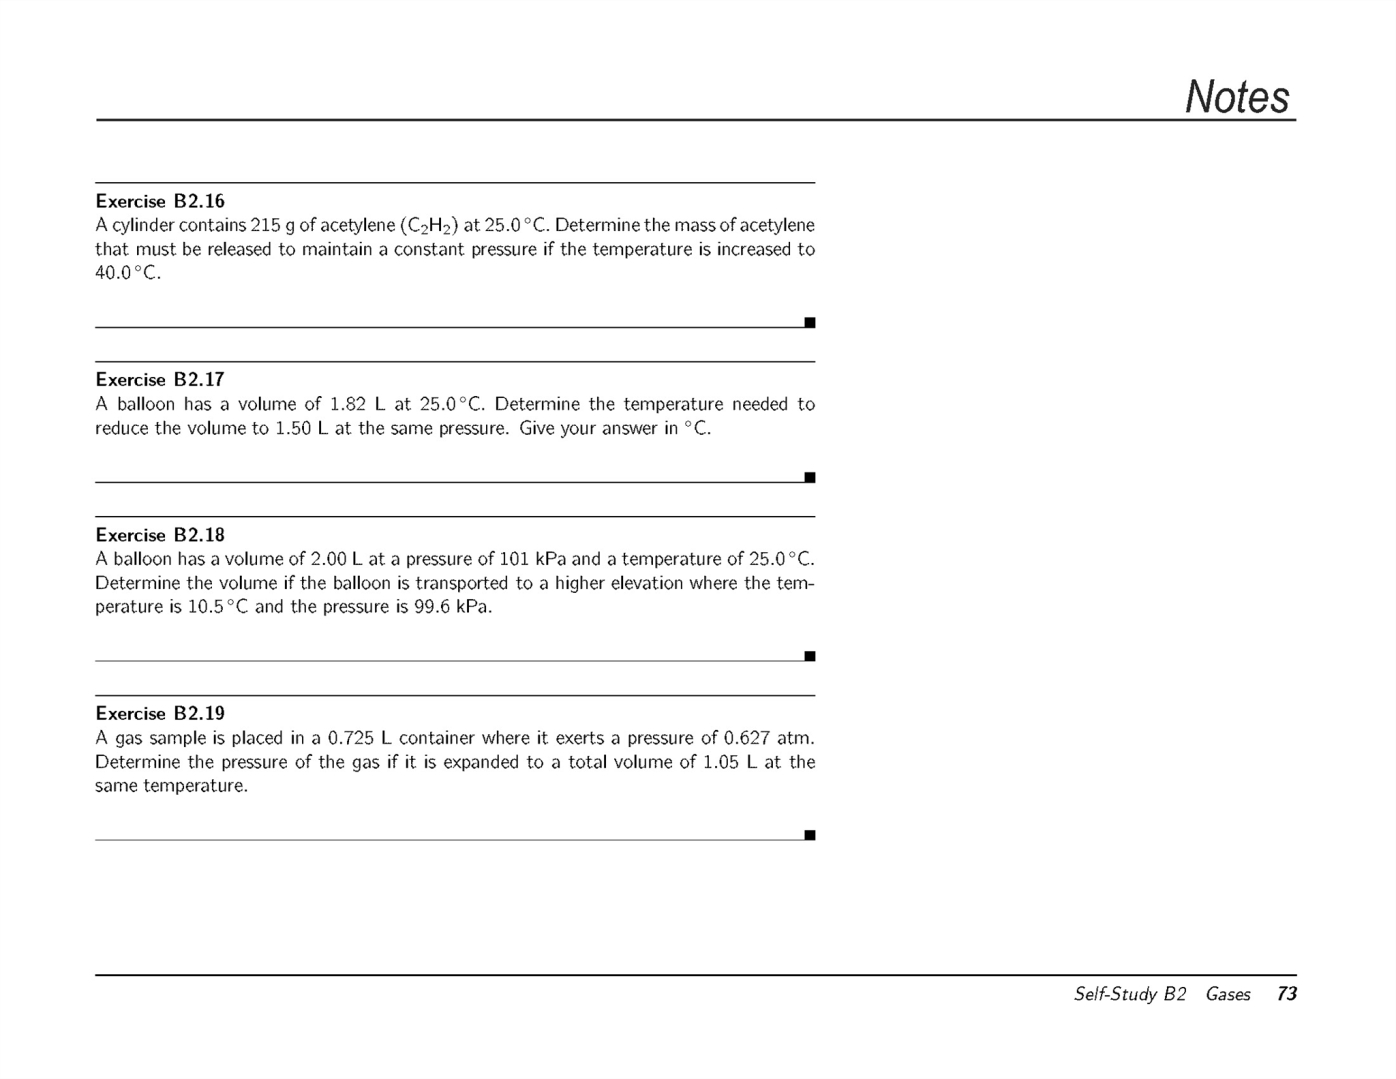 Notes
Exercise B2.16
A cylinder contains 215 g of acetylene (C₂H₂) at 25.0 °C. Determine the mass of acetylene
that must be released to maintain a constant pressure if the temperature is increased to
40.0 °C.
Exercise B2.17
A balloon has a volume of 1.82 L at 25.0 °C. Determine the temperature needed to
reduce the volume to 1.50 L at the same pressure. Give your answer in °C.
Exercise B2.18
A balloon has a volume of 2.00 L at a pressure of 101 kPa and a temperature of 25.0 °C.
Determine the volume if the balloon is transported to a higher elevation where the tem-
perature is 10.5 °C and the pressure is 99.6 kPa.
Exercise B2.19
A gas sample is placed in a 0.725 L container where it exerts a pressure of 0.627 atm.
Determine the pressure of the gas if it is expanded to a total volume of 1.05 L at the
same temperature.
Self-Study B2 Gases 73